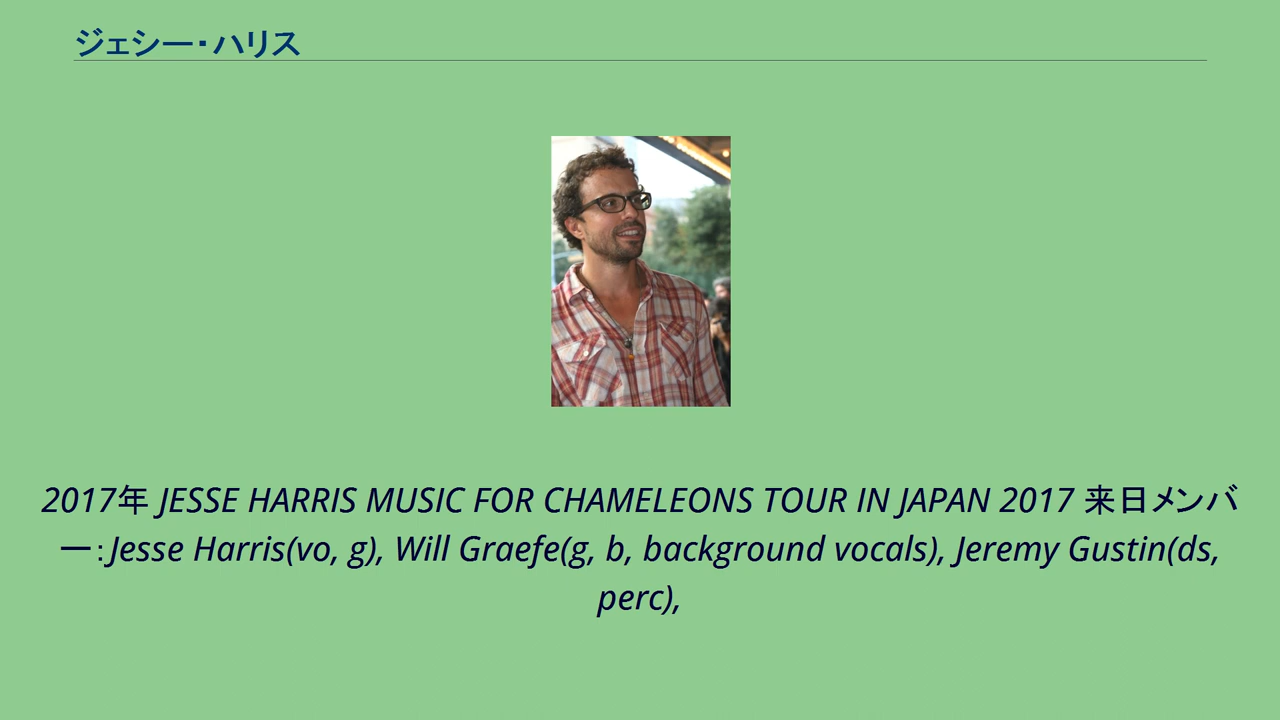 ジェシー・ハリス
2017年 JESSE HARRIS MUSIC FOR CHAMELEONS TOUR IN JAPAN 2017 来日メンバ
ー：Jesse Harris(vo, g), Will Graefe(g, b, background vocals), Jeremy Gustin(ds,
perc),